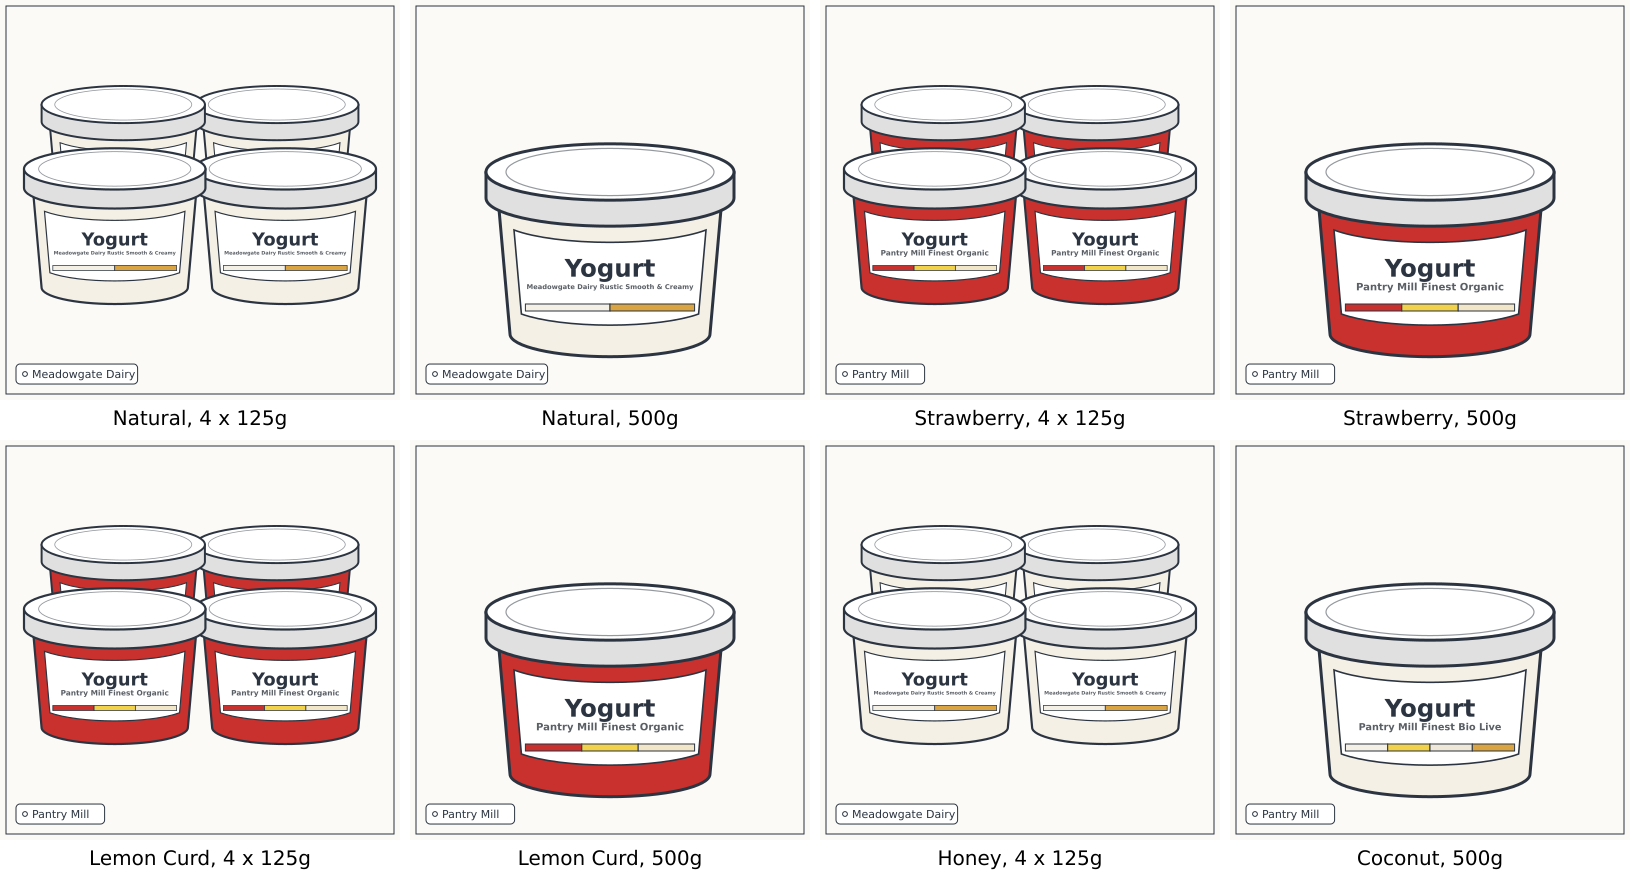 Yogurt
Meadowgate Dairy Rustic Smooth & Creamy
Yogurt
Meadowgate Dairy Rustic Smooth & Creamy
Meadowgate Dairy
Natural, 4 x 125g
Yogurt
Meadowgate Dairy Rustic Smooth & Creamy
Meadowgate Dairy
Natural, 500g
Yogurt
Pantry Mill Finest Organic
Yogurt
Pantry Mill Finest Organic
Pantry Mill
Strawberry, 4 x 125g
Yogurt
Pantry Mill Finest Organic
Pantry Mill
Strawberry, 500g
Yogurt
Pantry Mill Finest Organic
Yogurt
Pantry Mill Finest Organic
Pantry Mill
Lemon Curd, 4 x 125g
Yogurt
Pantry Mill Finest Organic
Pantry Mill
Lemon Curd, 500g
Yogurt
Meadowgate Dairy Rustic Smooth & Creamy
Yogurt
Meadowgate Dairy Rustic Smooth & Creamy
Meadowgate Dairy
Honey, 4 x 125g
Yogurt
Pantry Mill Finest Bio Live
Pantry Mill
Coconut, 500g